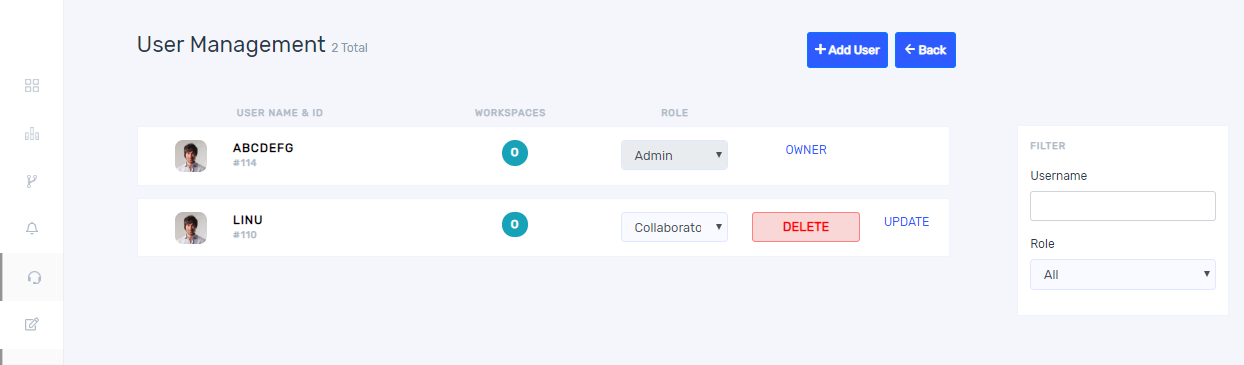 User Management 2 Total
+ Add User
← Back
USER NAME & ID
WORKSPACES
ROLE
ABCDEFG
#114
0
Admin
OWNER
LINU
#110
0
Collaborato
DELETE
UPDATE
FILTER
Username
Role
All